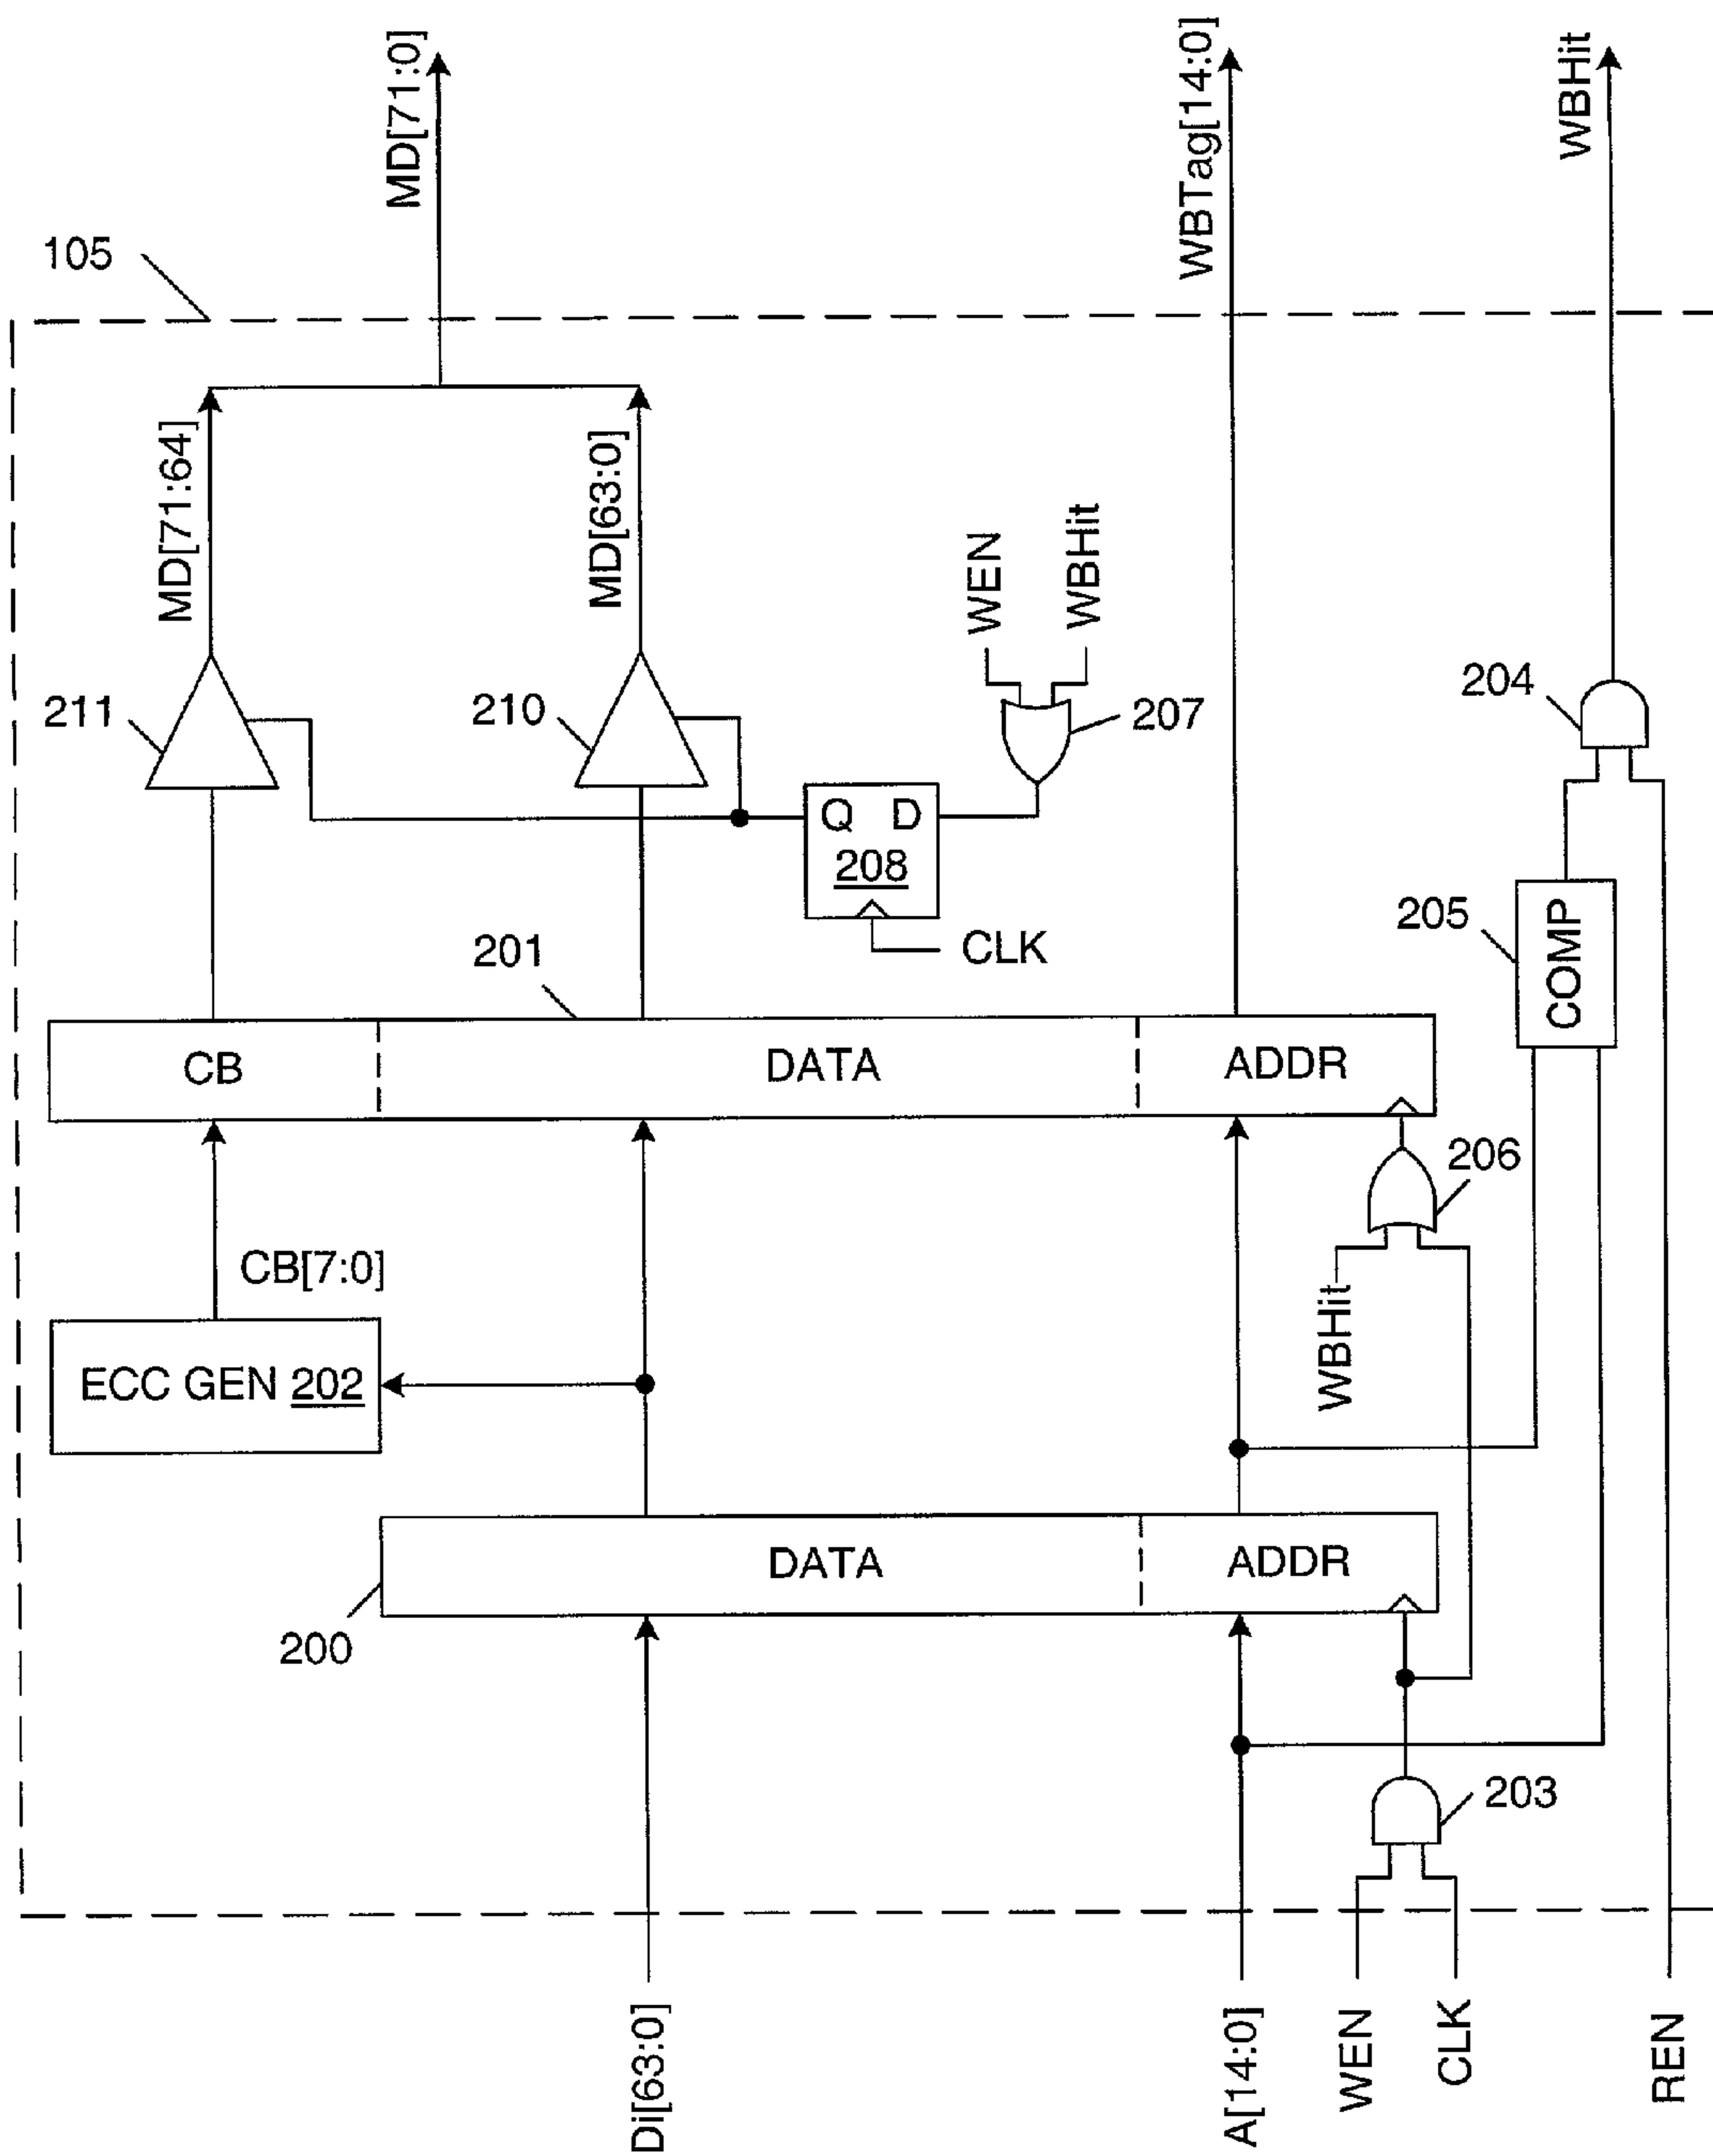 105
MD[71:0]
WBTag[14:0]
WBHit
MD[71:64]
MD[63:0]
WEN
WBHit
211
210
207
204
Q D
208
CLK
205
COMP
201
CB
DATA
ADDR
206
CB[7:0]
WBHit
ECC GEN 202
DATA
ADDR
200
203
Di[63:0]
A[14:0]
WEN
CLK
REN